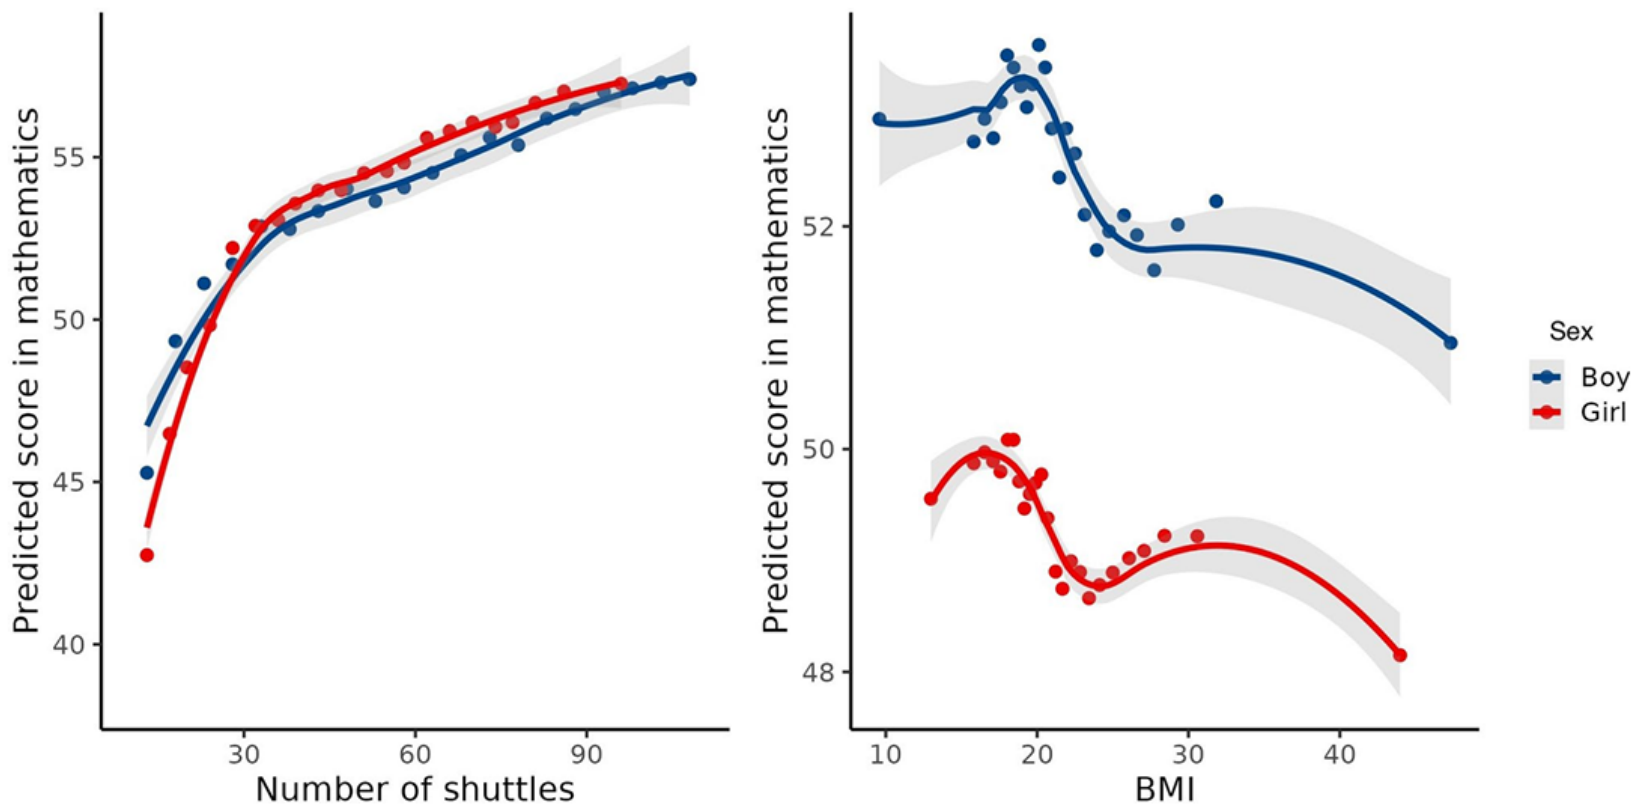 Predicted score in mathematics
55
50
45
40
30
60
90
Number of shuttles
Predicted score in mathematics
52
50
48
10
20
30
40
BMI
Sex
Boy
Girl